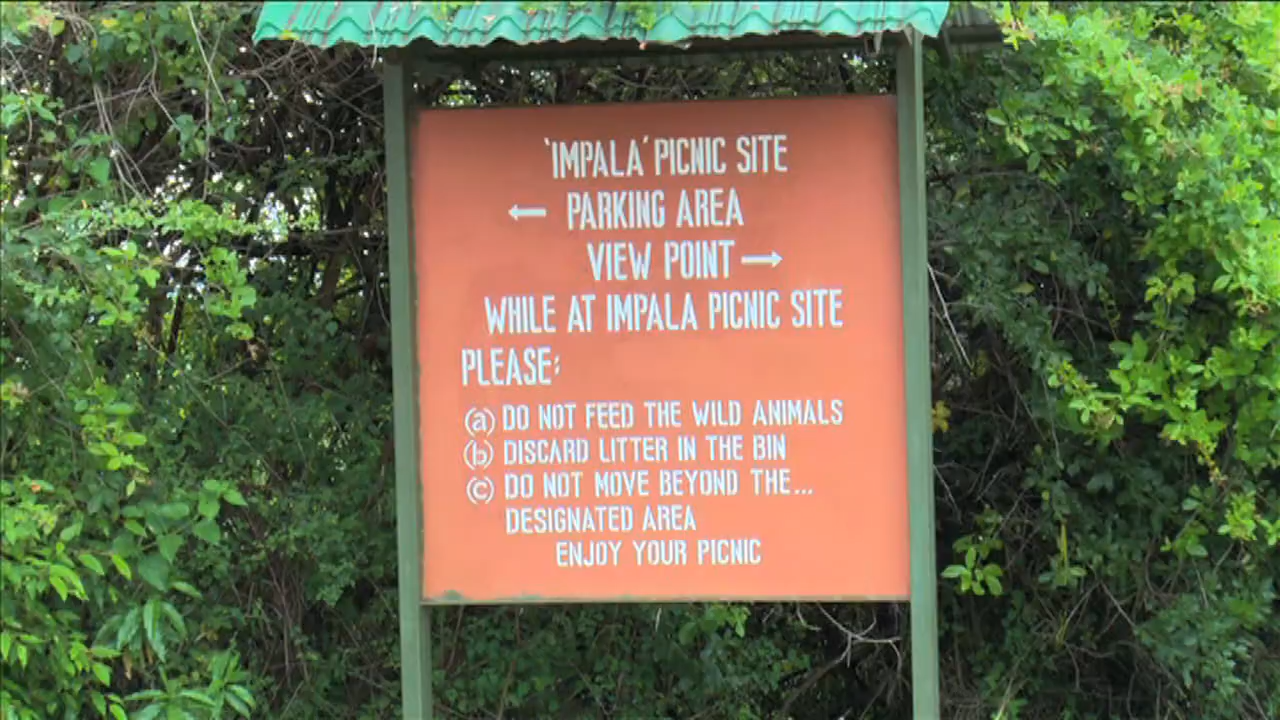 'IMPALA' PICNIC SITE
← PARKING AREA
VIEW POINT →
WHILE AT IMPALA PICNIC SITE
PLEASE:
(a) DO NOT FEED THE WILD ANIMALS
(b) DISCARD LITTER IN THE BIN
(c) DO NOT MOVE BEYOND THE...
DESIGNATED AREA
ENJOY YOUR PICNIC